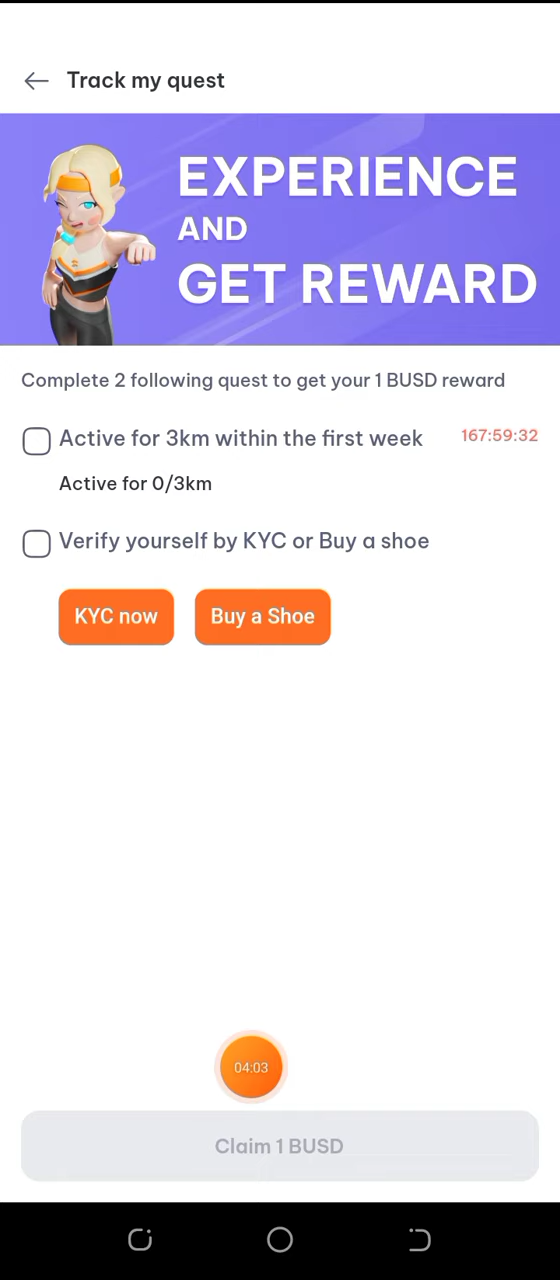 Track my quest
EXPERIENCE
AND
GET REWARD
Complete 2 following quest to get your 1 BUSD reward
Active for 3km within the first week 167:59:32
Active for 0/3km
Verify yourself by KYC or Buy a shoe
KYC now Buy a Shoe
04:03
Claim 1 BUSD